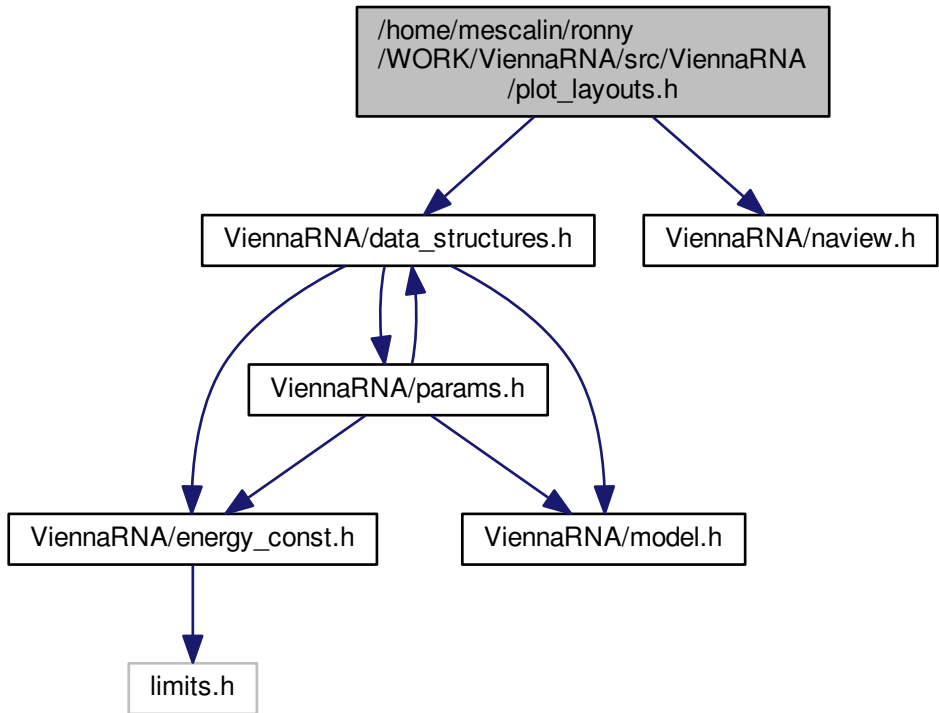 /home/mescalin/ronny
/WORK/ViennaRNA/src/ViennaRNA
/plot_layouts.h
ViennaRNA/data_structures.h
ViennaRNA/naview.h
ViennaRNA/params.h
ViennaRNA/energy_const.h
ViennaRNA/model.h
limits.h